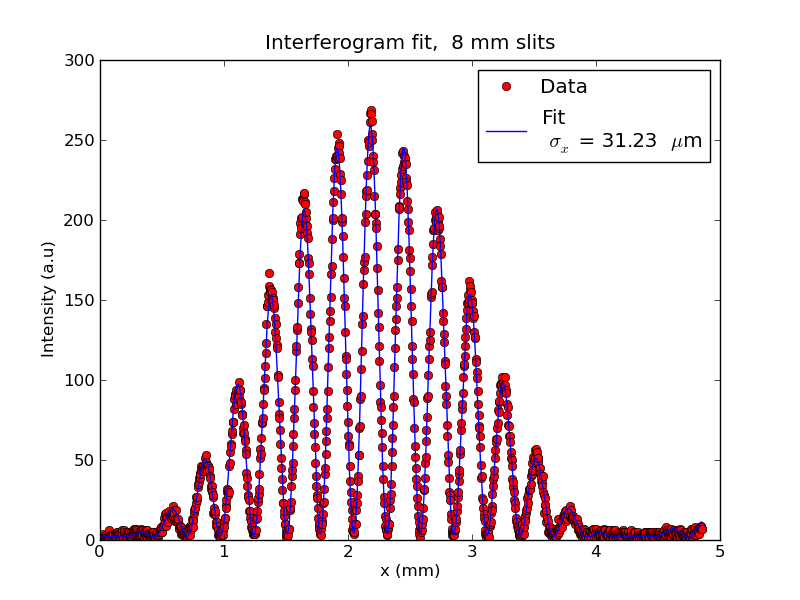 Interferogram fit,  8 mm slits
300
250
200
150
100
50
0
Intensity (a.u)
Data
Fit
σₓ = 31.23 μm
0 1 2 3 4 5
x (mm)